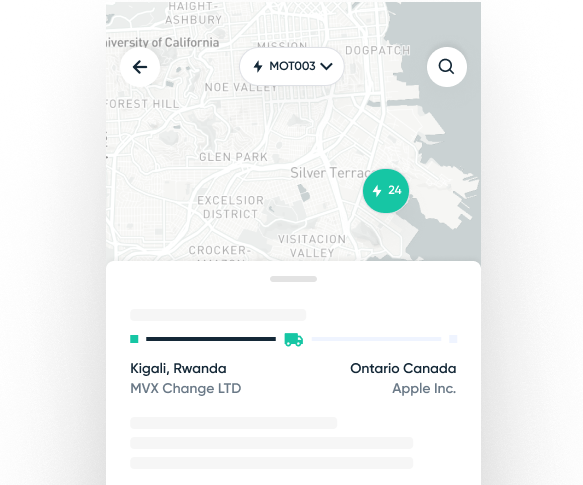 HAIGHT-
ASHBURY
iversity of California
MISSION
DOGPATCH
MOT003
NOE VALLEY
FOREST HILL
GLEN PARK
Silver Terrac
24
EXCELSIOR
DISTRICT
VISITACION
VALLEY
CROCKER-
Kigali, Rwanda
Ontario Canada
MVX Change LTD
Apple Inc.